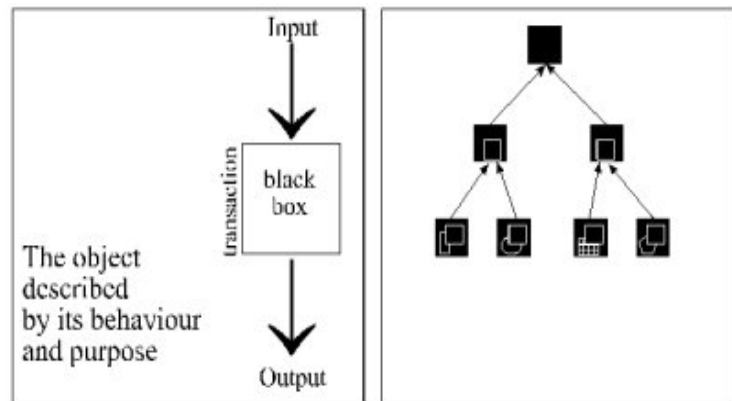 Input
transaction
black
box
The object
described
by its behaviour
and purpose
Output